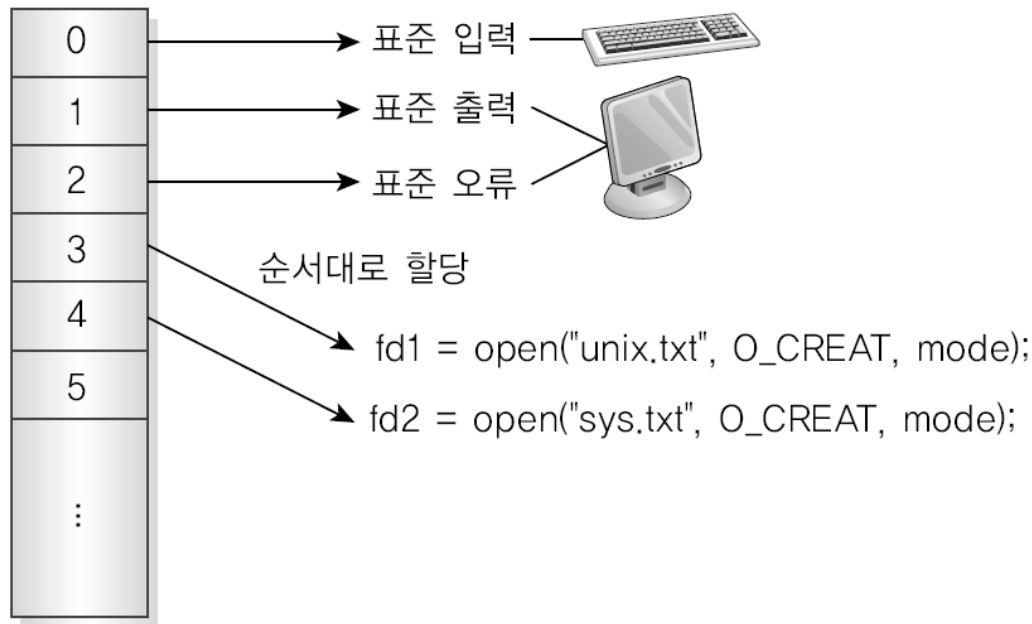 0
표준 입력
1
표준 출력
2
표준 오류
3
순서대로 할당
4
fd1 = open("unix.txt", O_CREAT, mode);
5
fd2 = open("sys.txt", O_CREAT, mode);
⋮